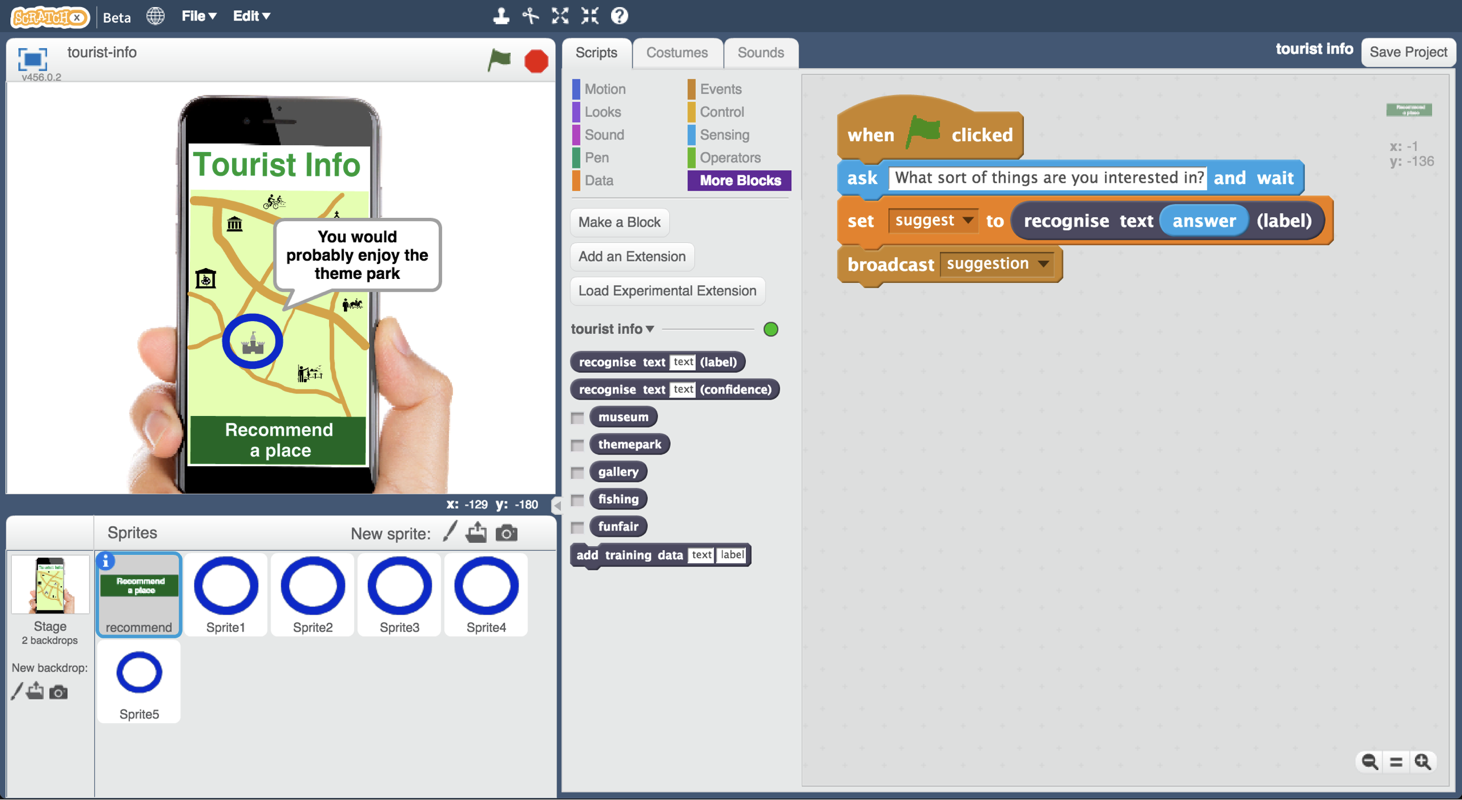 SCRATCHX
Beta
File
Edit
tourist-info
v456.0.2
Tourist Info
You would
probably enjoy the
theme park
Recommend
a place
x: -129 y: -180
Sprites
New sprite:
Stage
2 backdrops
New backdrop:
Recommend
a place
recommend
Sprite1
Sprite2
Sprite3
Sprite4
Sprite5
Scripts
Costumes
Sounds
tourist info
Save Project
Motion
Looks
Sound
Pen
Data
Events
Control
Sensing
Operators
More Blocks
Make a Block
Add an Extension
Load Experimental Extension
tourist info
recognise text text (label)
recognise text text (confidence)
museum
themepark
gallery
fishing
funfair
add training data text label
when clicked
ask What sort of things are you interested in? and wait
set suggest to recognise text answer (label)
broadcast suggestion
Recommend
a place
x: -1
y: -136